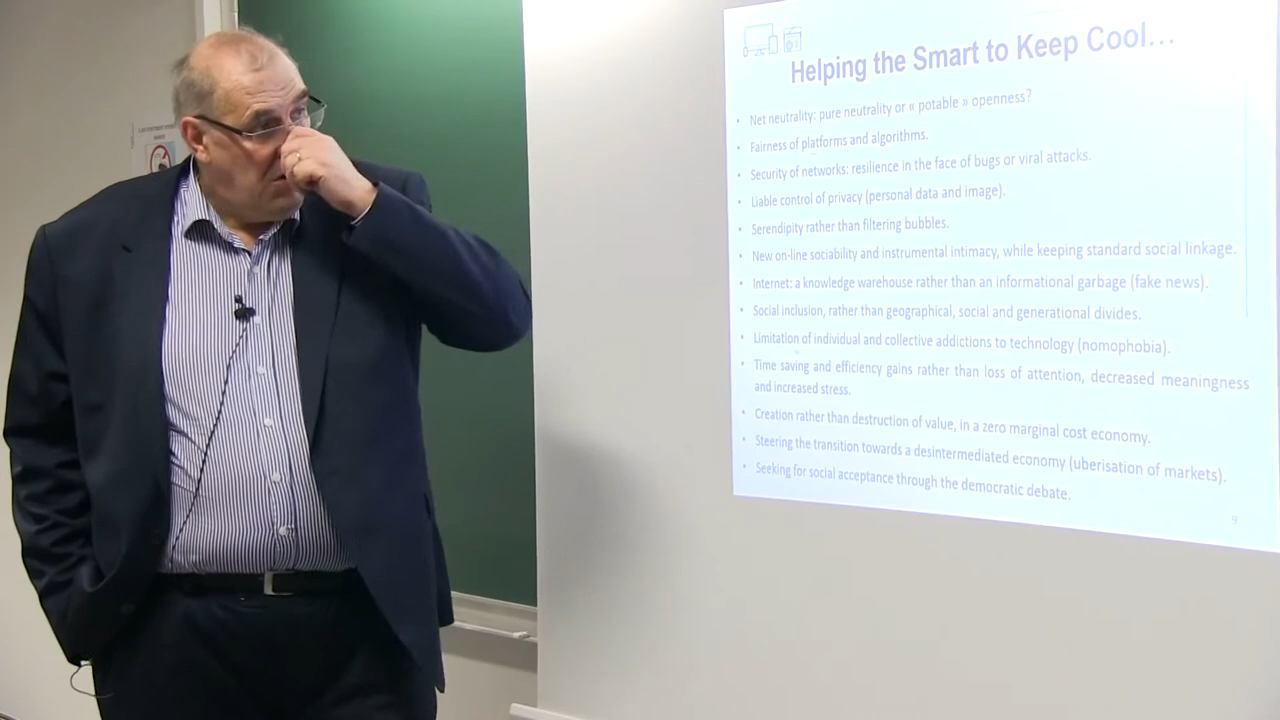 Helping the Smart to Keep Cool…
• Net neutrality: pure neutrality or « potable » openness?
• Fairness of platforms and algorithms.
• Security of networks: resilience in the face of bugs or viral attacks.
• Liable control of privacy (personal data and image).
• Serendipity rather than filtering bubbles.
• New on-line sociability and instrumental intimacy, while keeping standard social linkage.
• Internet: a knowledge warehouse rather than an informational garbage (fake news).
• Social inclusion, rather than geographical, social and generational divides.
• Limitation of individual and collective addictions to technology (nomophobia).
• Time saving and efficiency gains rather than loss of attention, decreased meaningness
and increased stress.
• Creation rather than destruction of value, in a zero marginal cost economy.
• Steering the transition towards a desintermediated economy (uberisation of markets).
• Seeking for social acceptance through the democratic debate.
9